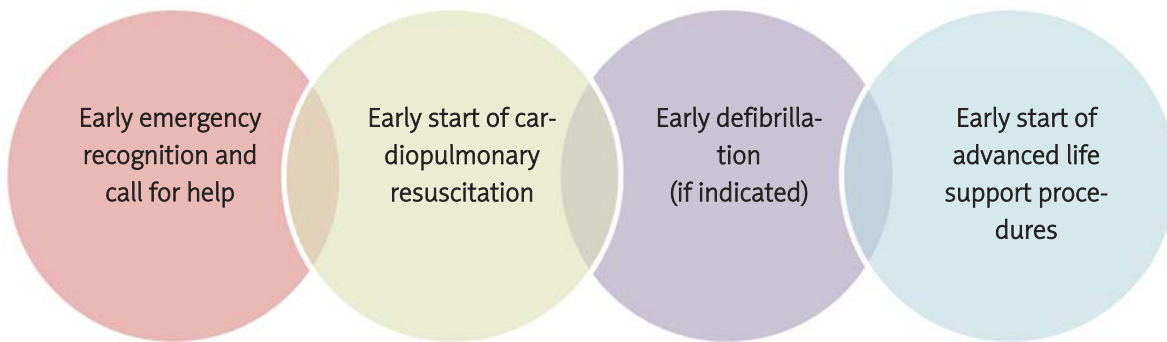 Early emergency
recognition and
call for help
Early start of car-
diopulmonary
resuscitation
Early defibrilla-
tion
(if indicated)
Early start of
advanced life
support proce-
dures